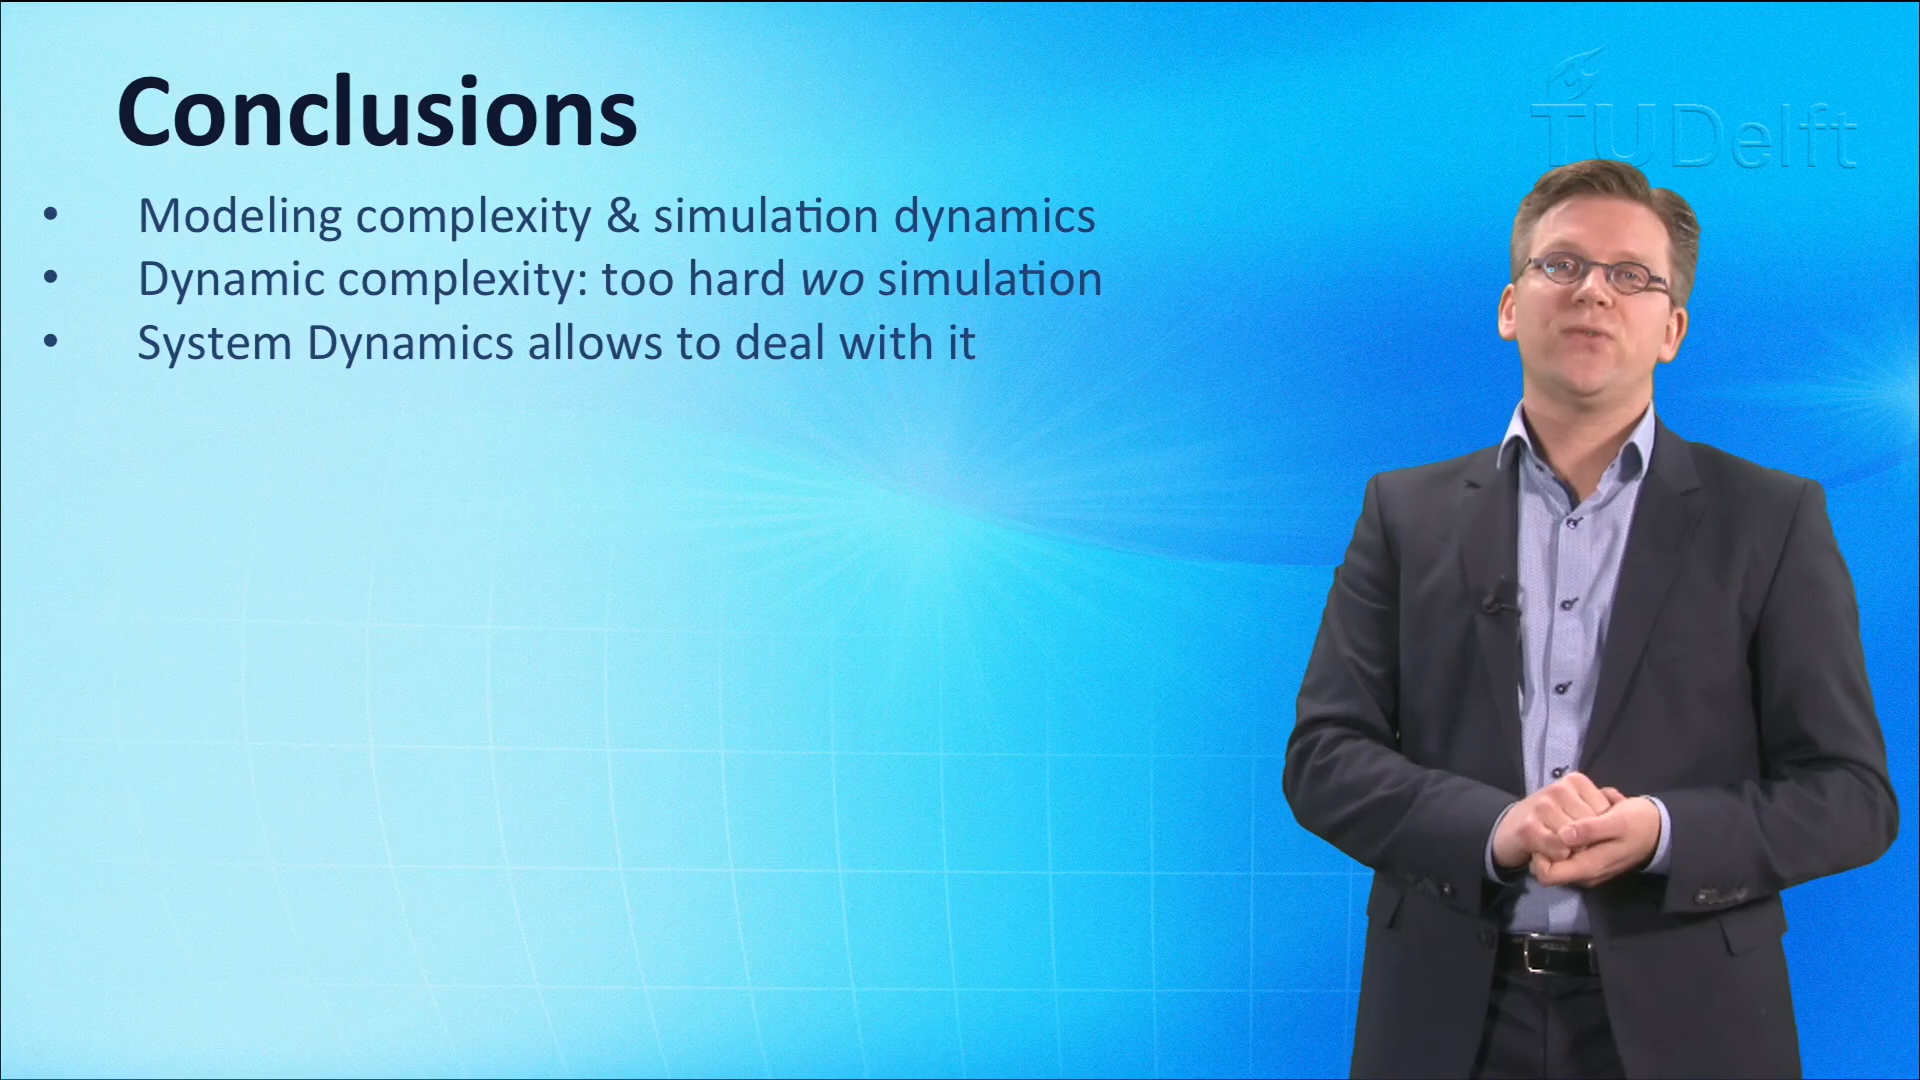 Conclusions
TUDelft
• Modeling complexity & simulation dynamics
• Dynamic complexity: too hard wo simulation
• System Dynamics allows to deal with it